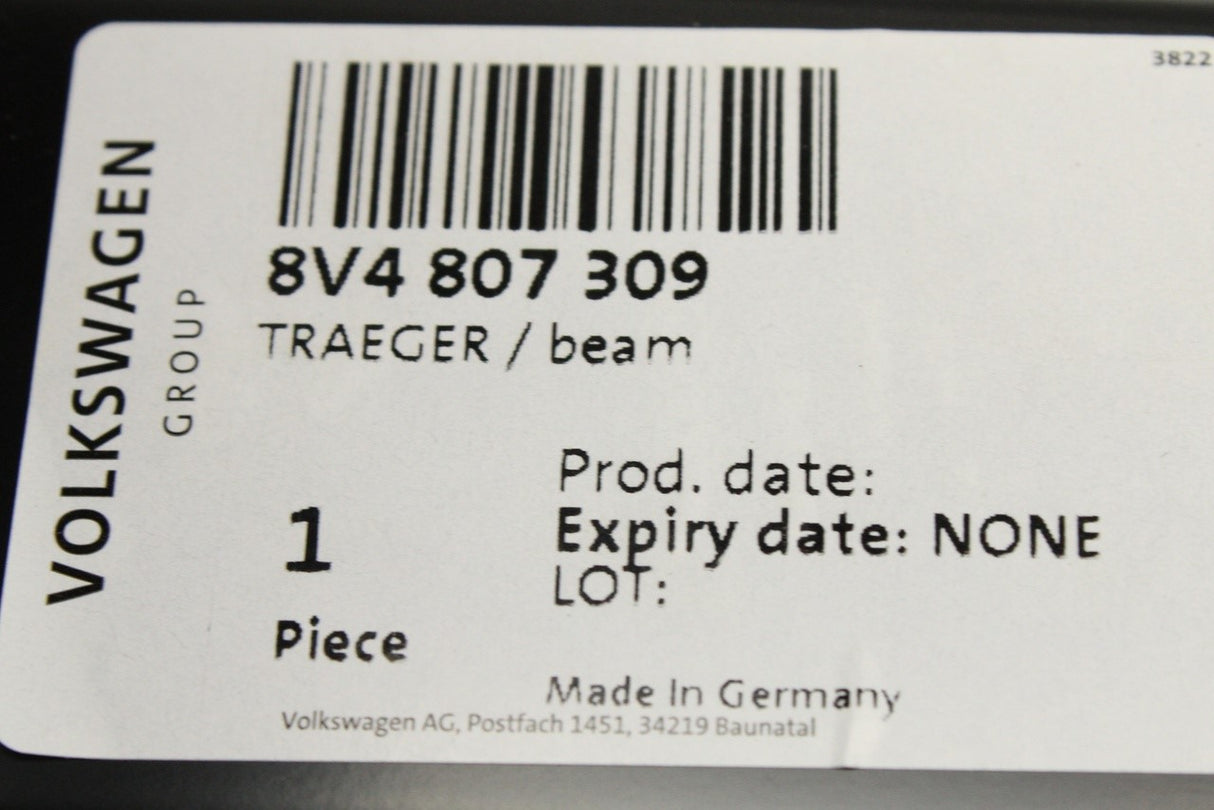 3822
VOLKSWAGEN
GROUP
8V4 807 309
TRAEGER / beam
Prod. date:
Expiry date: NONE
LOT:
1
Piece
Made In Germany
Volkswagen AG, Postfach 1451, 34219 Baunatal